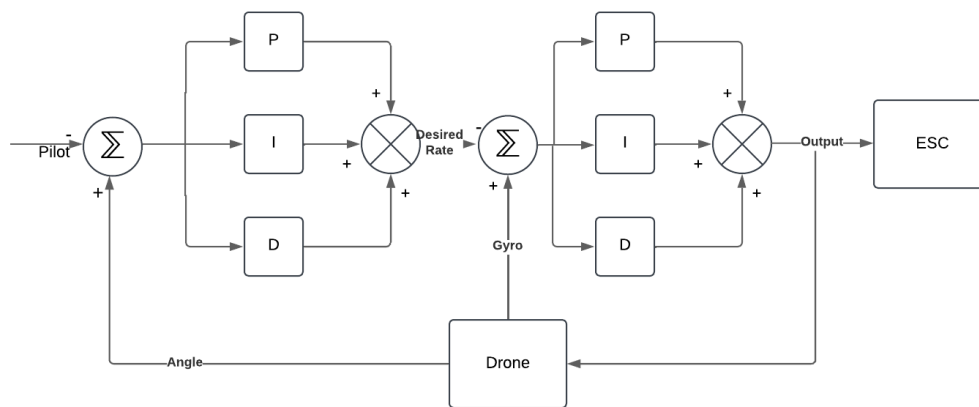 P
P
+
+
-
Pilot
Σ
I
Desired
Rate
-
Σ
I
Output
ESC
+
+
+
+
+
+
D
Gyro
D
Drone
Angle